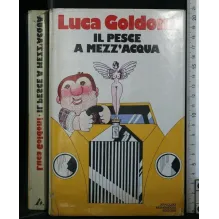 Luca Goldoni
IL PESCE
A MEZZ'ACQUA
Luca Goldoni · IL PESCE A MEZZ'ACQUA